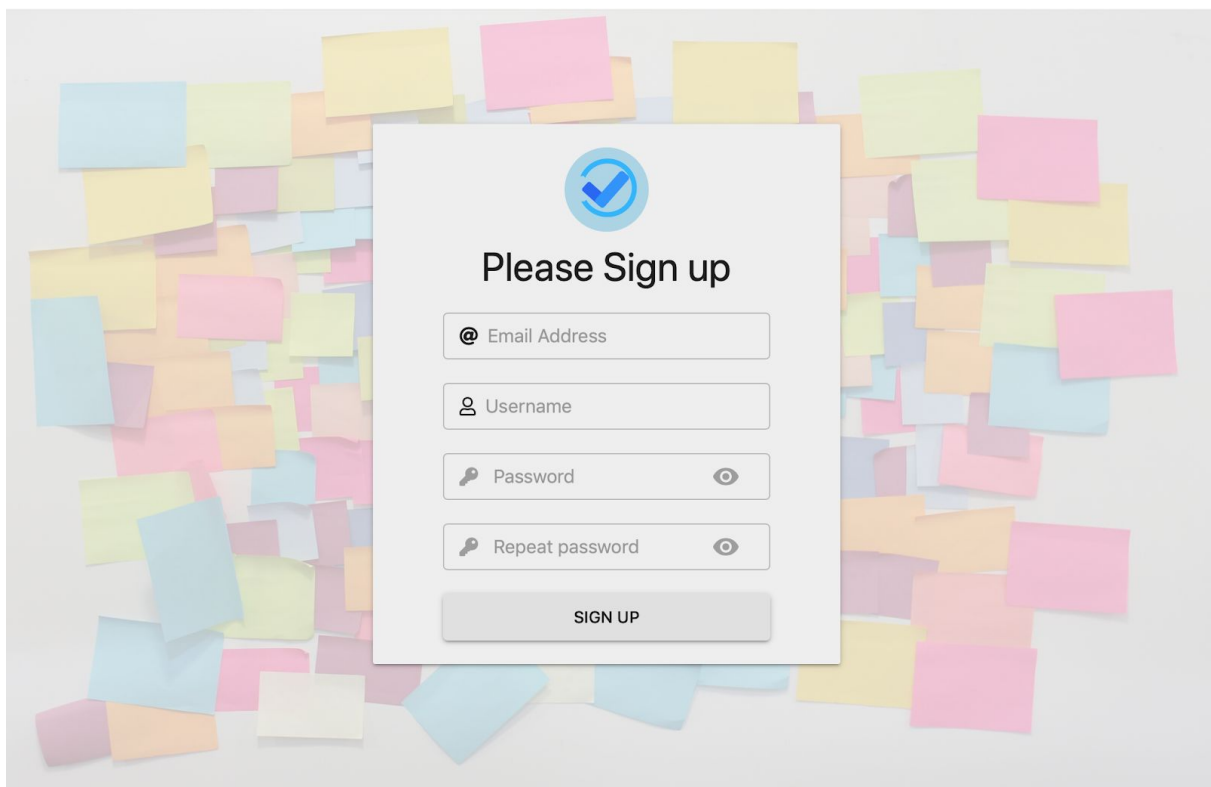 Please Sign up
@ Email Address
Username
Password
Repeat password
SIGN UP